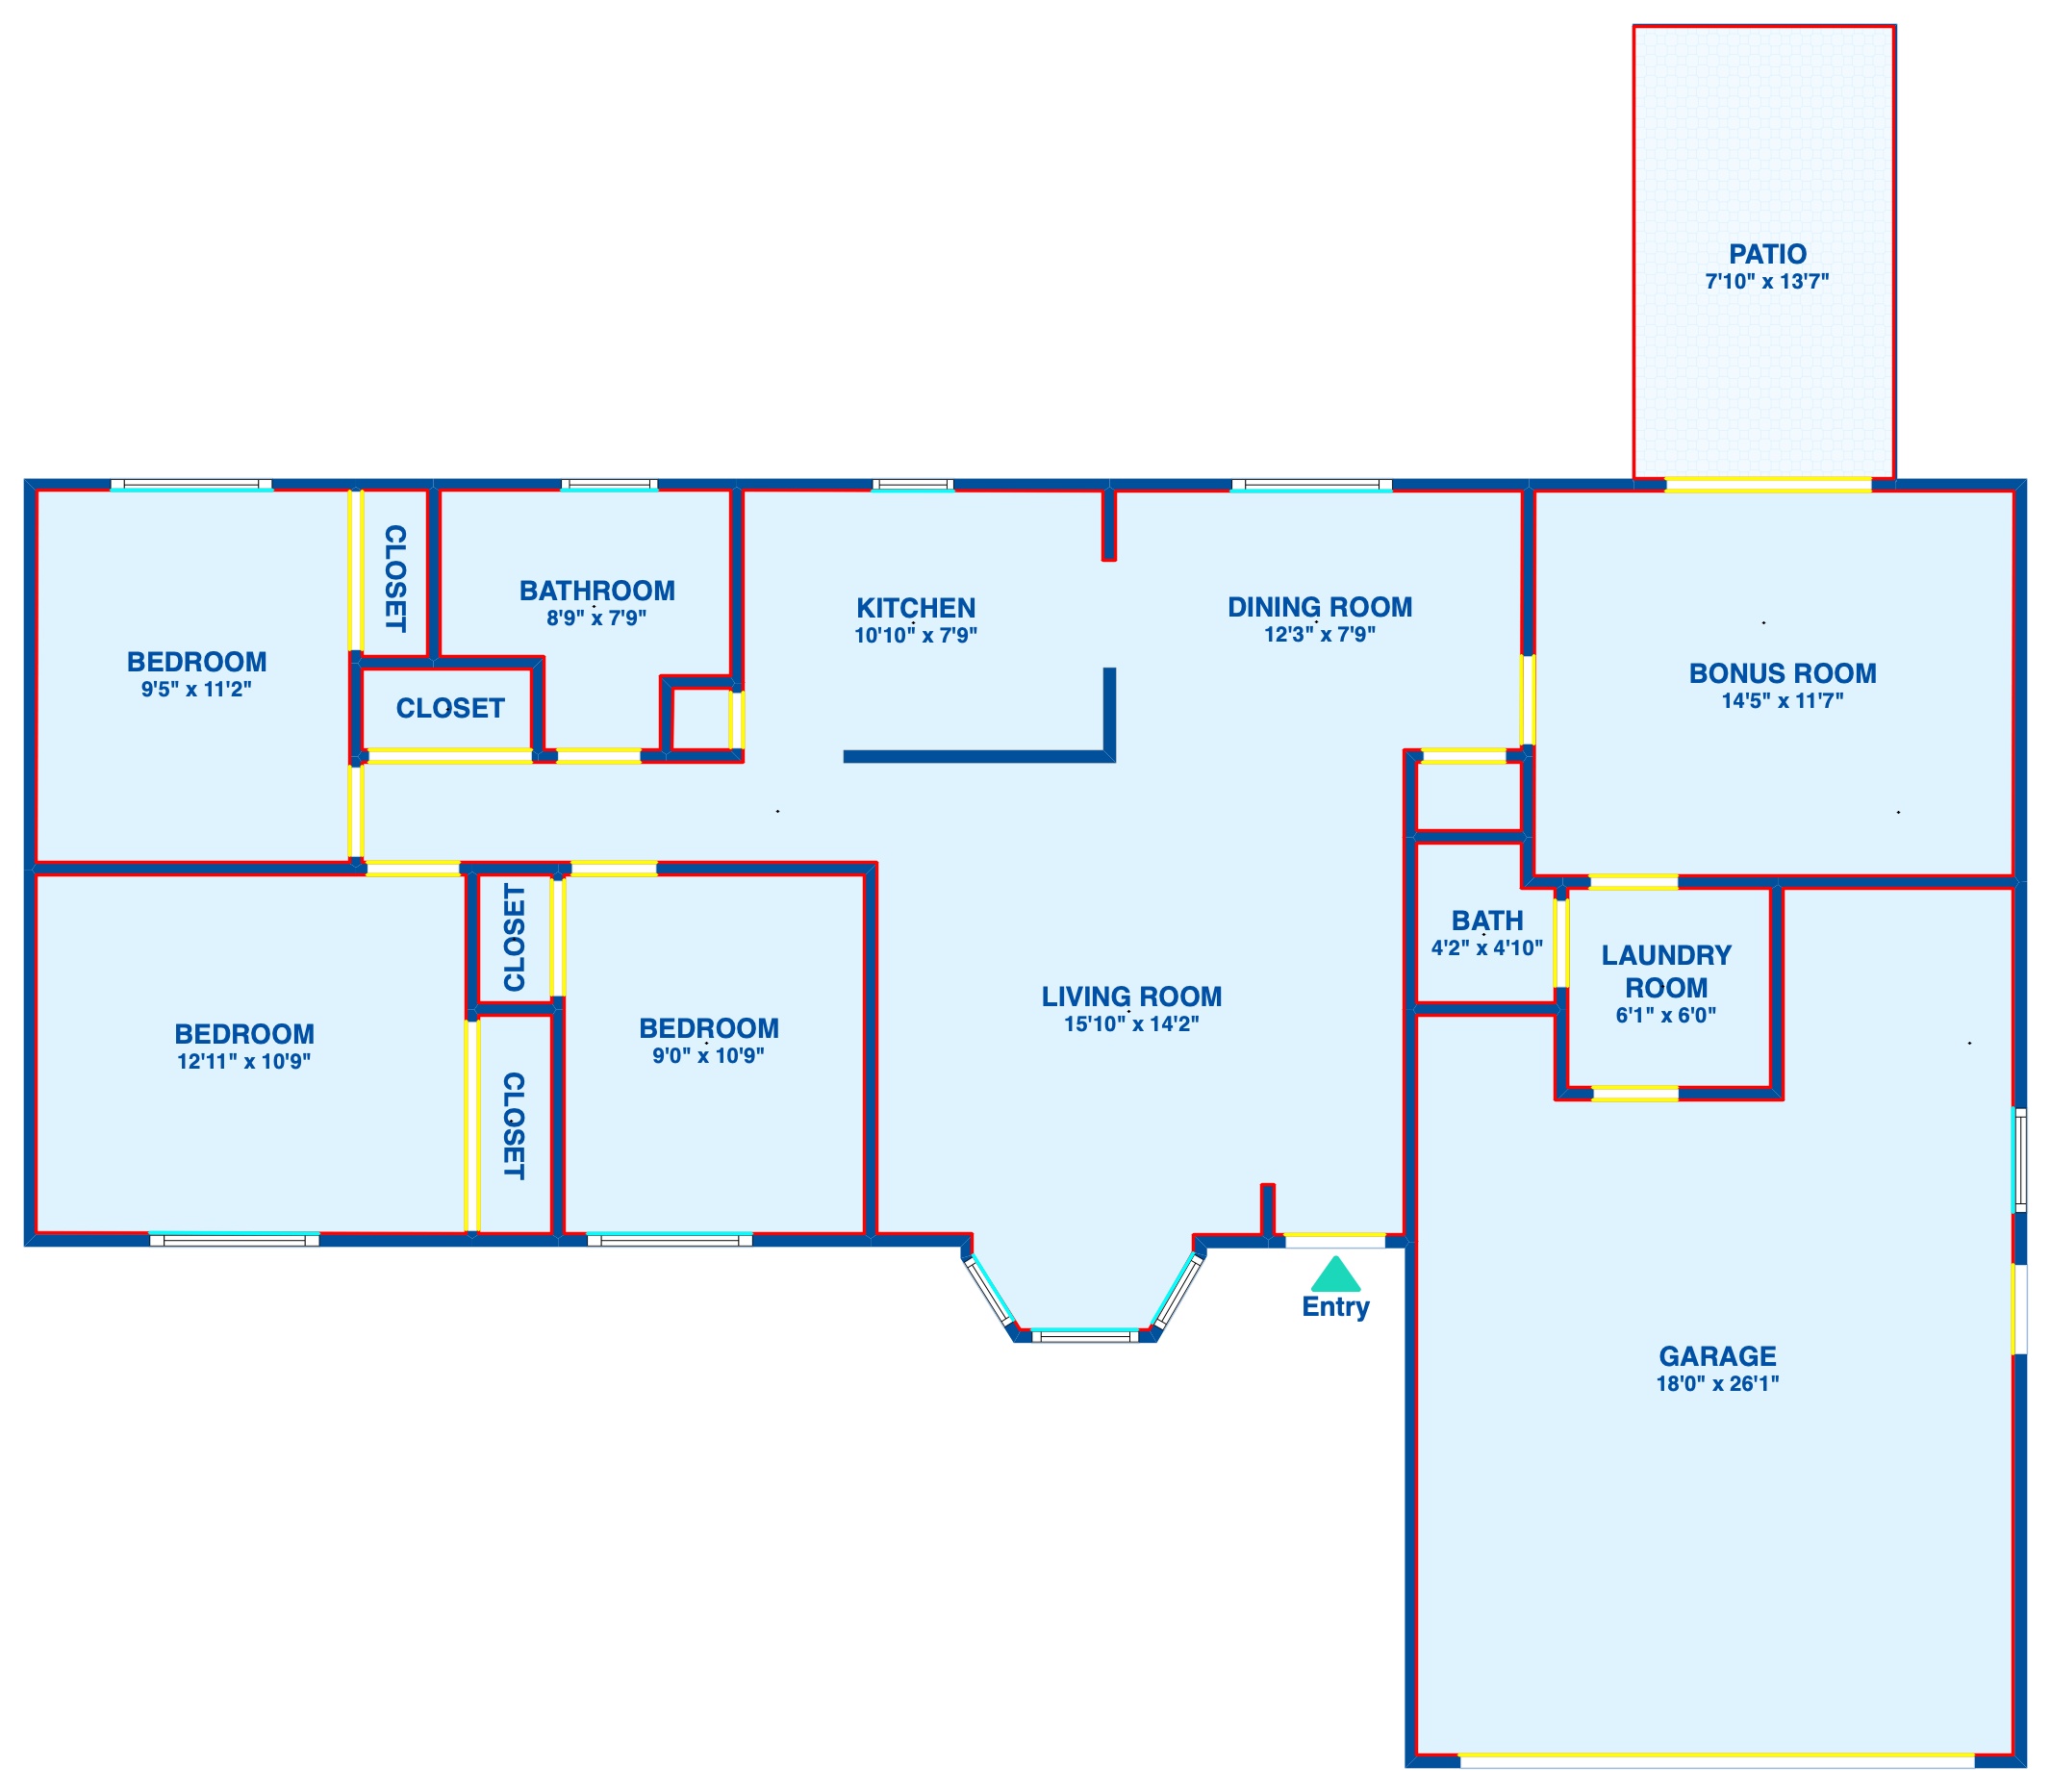 PATIO
7'10" x 13'7"
CLOSET
BATHROOM
8'9" x 7'9"
KITCHEN
10'10" x 7'9"
DINING ROOM
12'3" x 7'9"
BEDROOM
9'5" x 11'2"
CLOSET
BONUS ROOM
14'5" x 11'7"
CLOSET
BATH
4'2" x 4'10"
LAUNDRY
ROOM
6'1" x 6'0"
LIVING ROOM
15'10" x 14'2"
BEDROOM
12'11" x 10'9"
BEDROOM
9'0" x 10'9"
CLOSET
Entry
GARAGE
18'0" x 26'1"